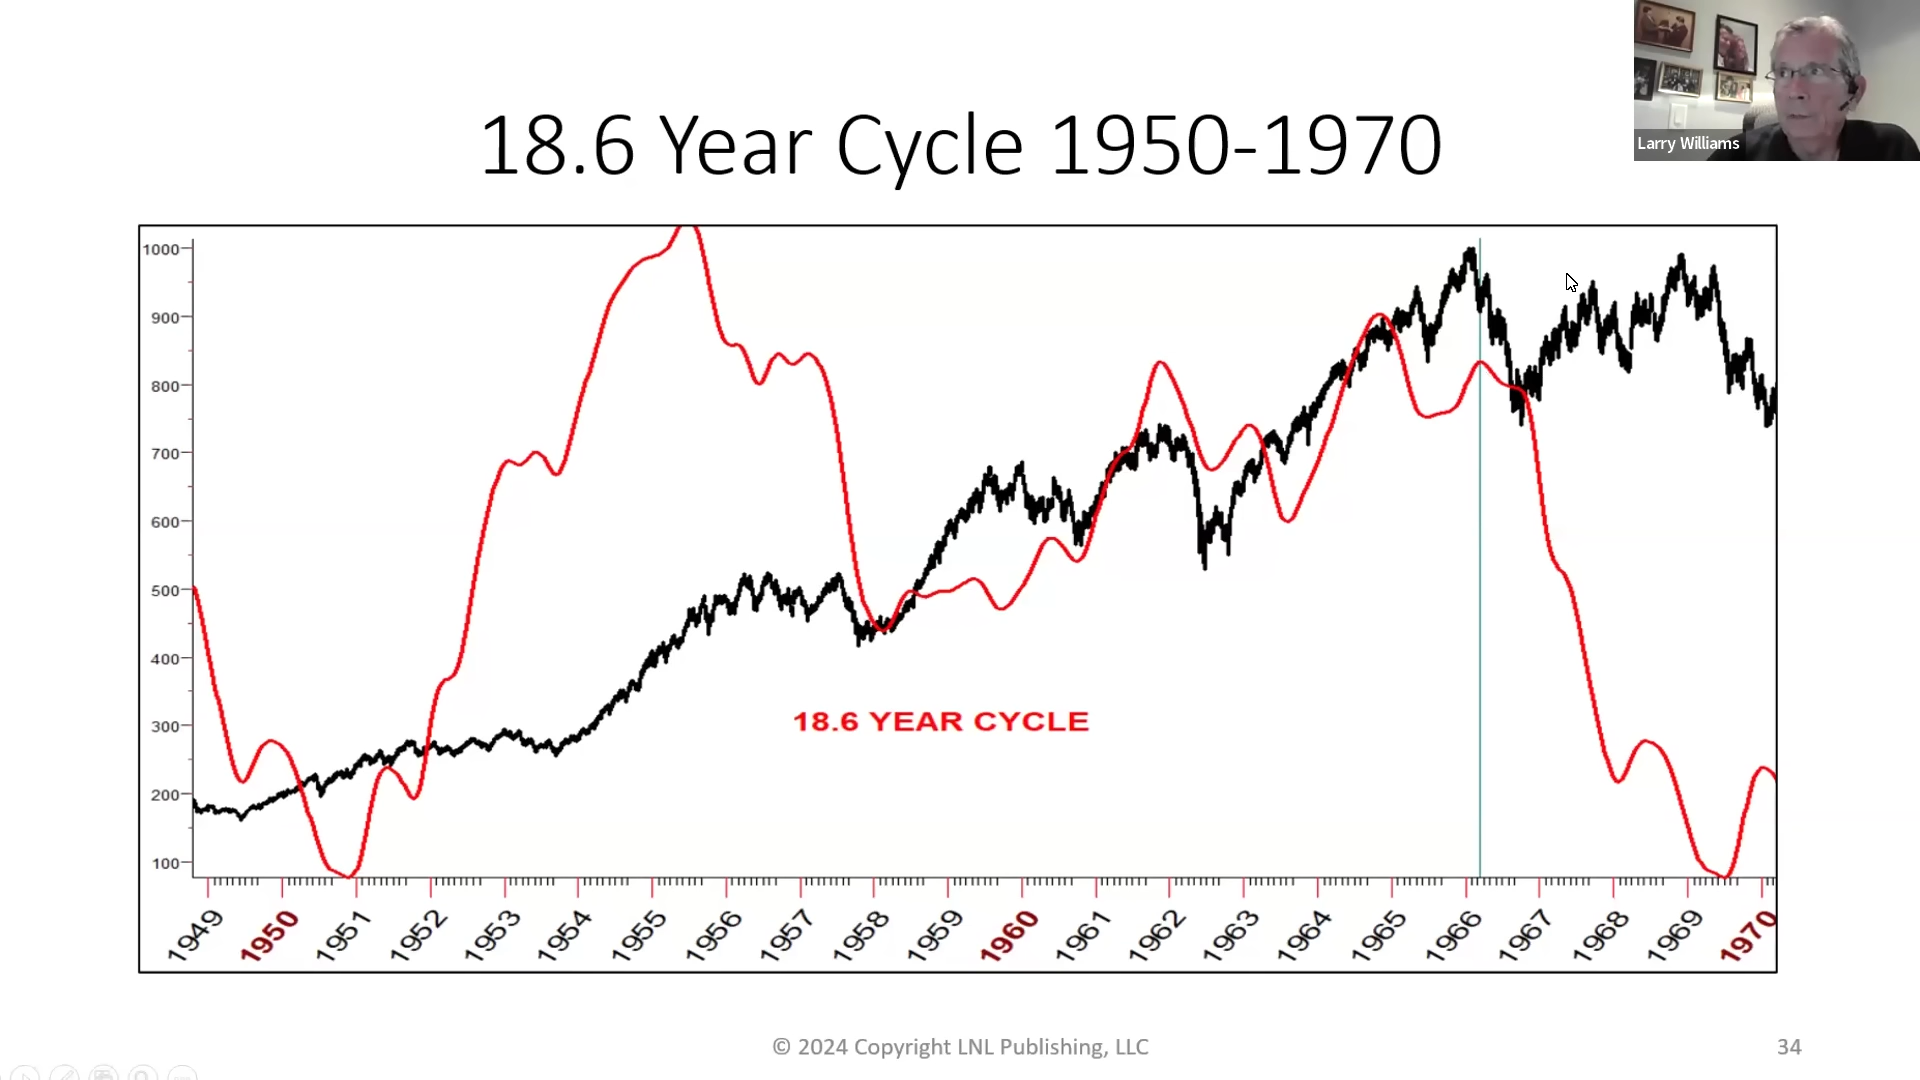 18.6 Year Cycle 1950-1970
Larry Williams
1000
900
800
700
600
500
400
300
200
100
18.6 YEAR CYCLE
1949 1950 1951 1952 1953 1954 1955 1956 1957 1958 1959 1960 1961 1962 1963 1964 1965 1966 1967 1968 1969 1970
© 2024 Copyright LNL Publishing, LLC
34